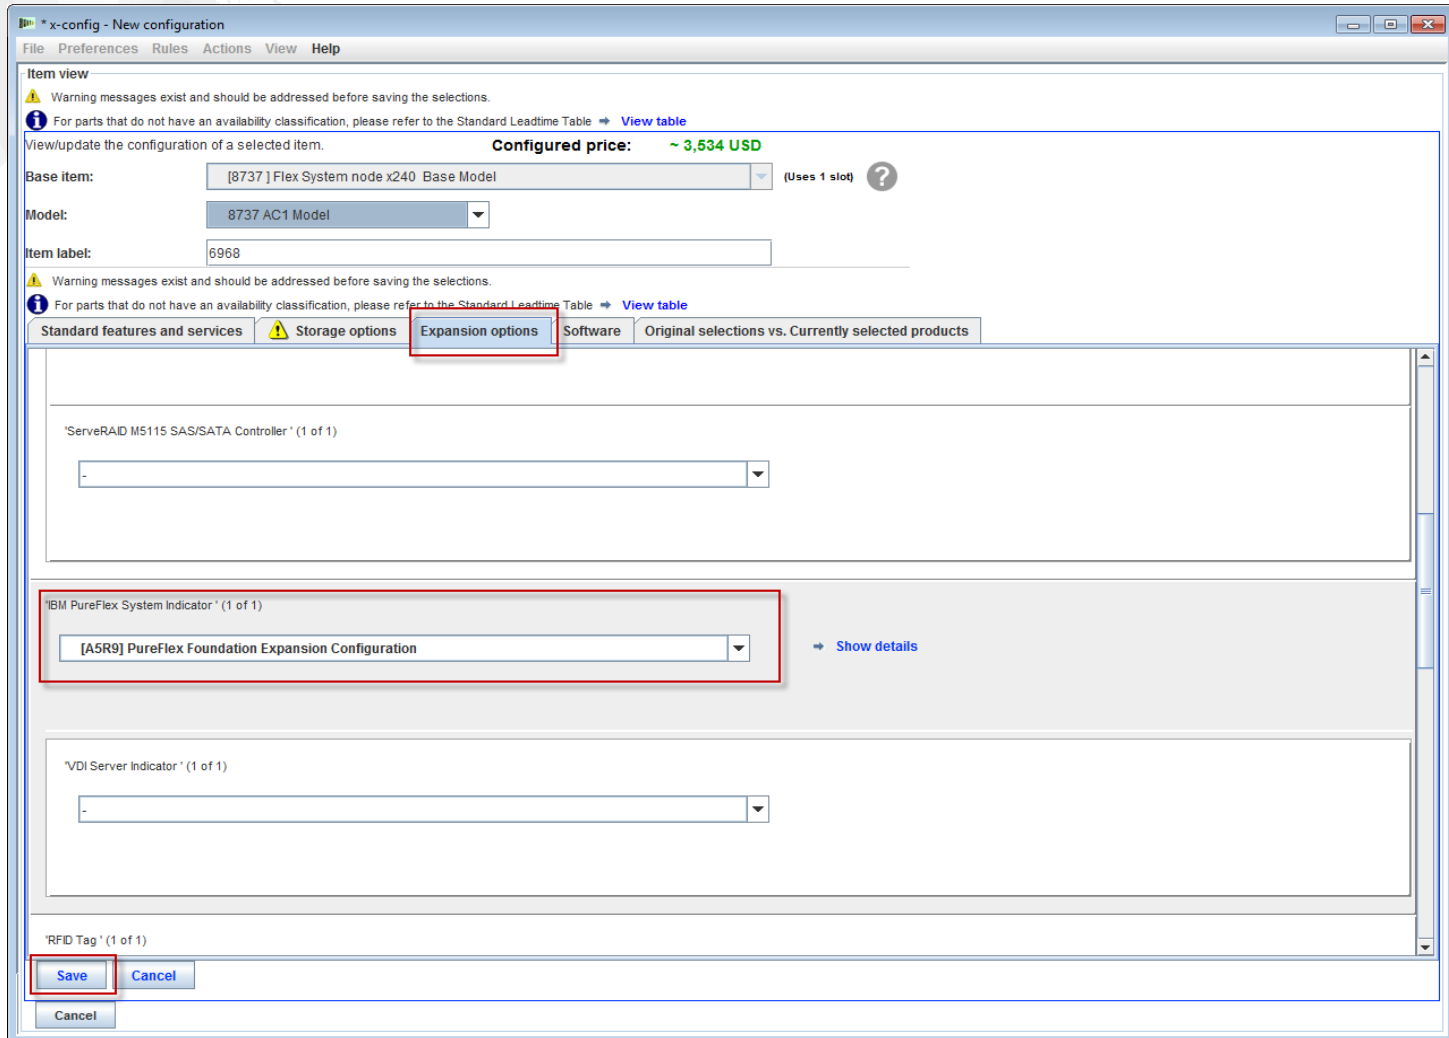 * x-config - New configuration
File Preferences Rules Actions View Help
Item view
Warning messages exist and should be addressed before saving the selections.
For parts that do not have an availability classification, please refer to the Standard Leadtime Table View table
View/update the configuration of a selected item. Configured price: ~ 3,534 USD
Base item: [8737 ] Flex System node x240 Base Model (Uses 1 slot) ?
Model: 8737 AC1 Model
Item label: 6968
Warning messages exist and should be addressed before saving the selections.
For parts that do not have an availability classification, please refer to the Standard Leadtime Table View table
Standard features and services Storage options Expansion options Software Original selections vs. Currently selected products
'ServeRAID M5115 SAS/SATA Controller ' (1 of 1)
-
'IBM PureFlex System Indicator ' (1 of 1)
[A5R9] PureFlex Foundation Expansion Configuration Show details
'VDI Server Indicator ' (1 of 1)
-
'RFID Tag ' (1 of 1)
Save Cancel
Cancel